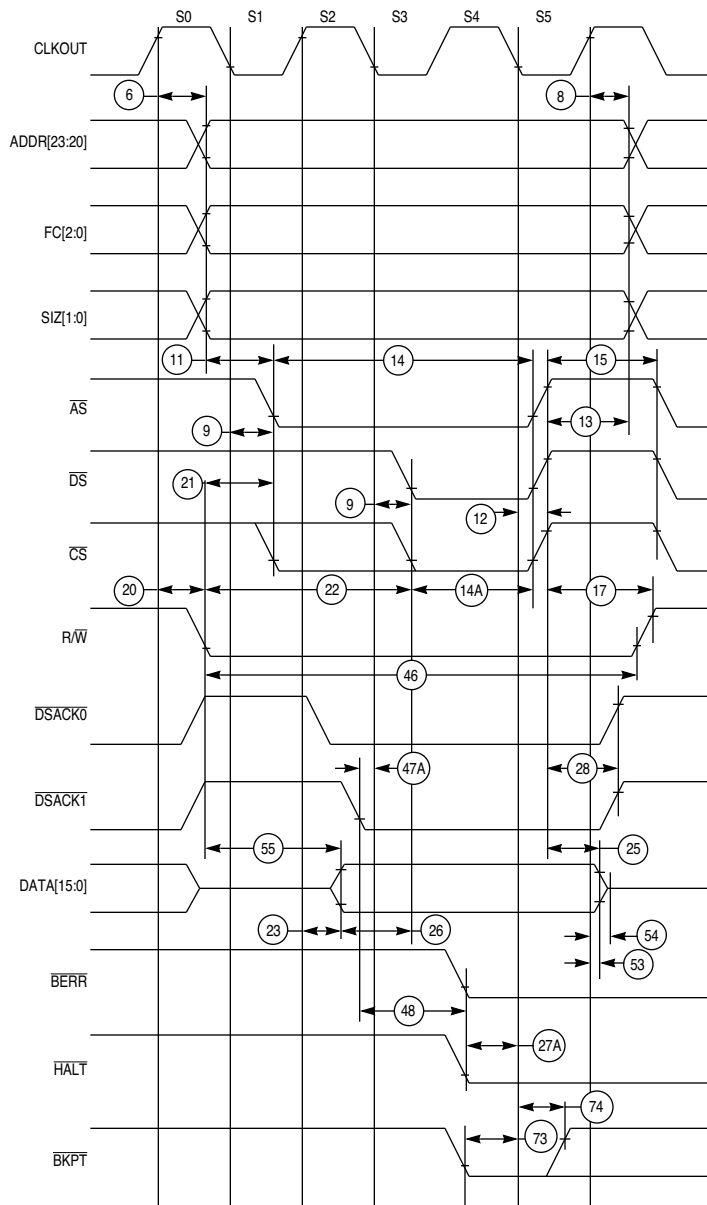 S0 S1 S2 S3 S4 S5
CLKOUT
6 8
ADDR[23:20]
FC[2:0]
SIZ[1:0]
11 14 15
AS
9 13
DS
21 9 12
CS
20 22 14A 17
R/W
46
DSACK0
47A 28
DSACK1
55 25
DATA[15:0]
23 26 54
53
BERR
48
27A
HALT
74
73
BKPT